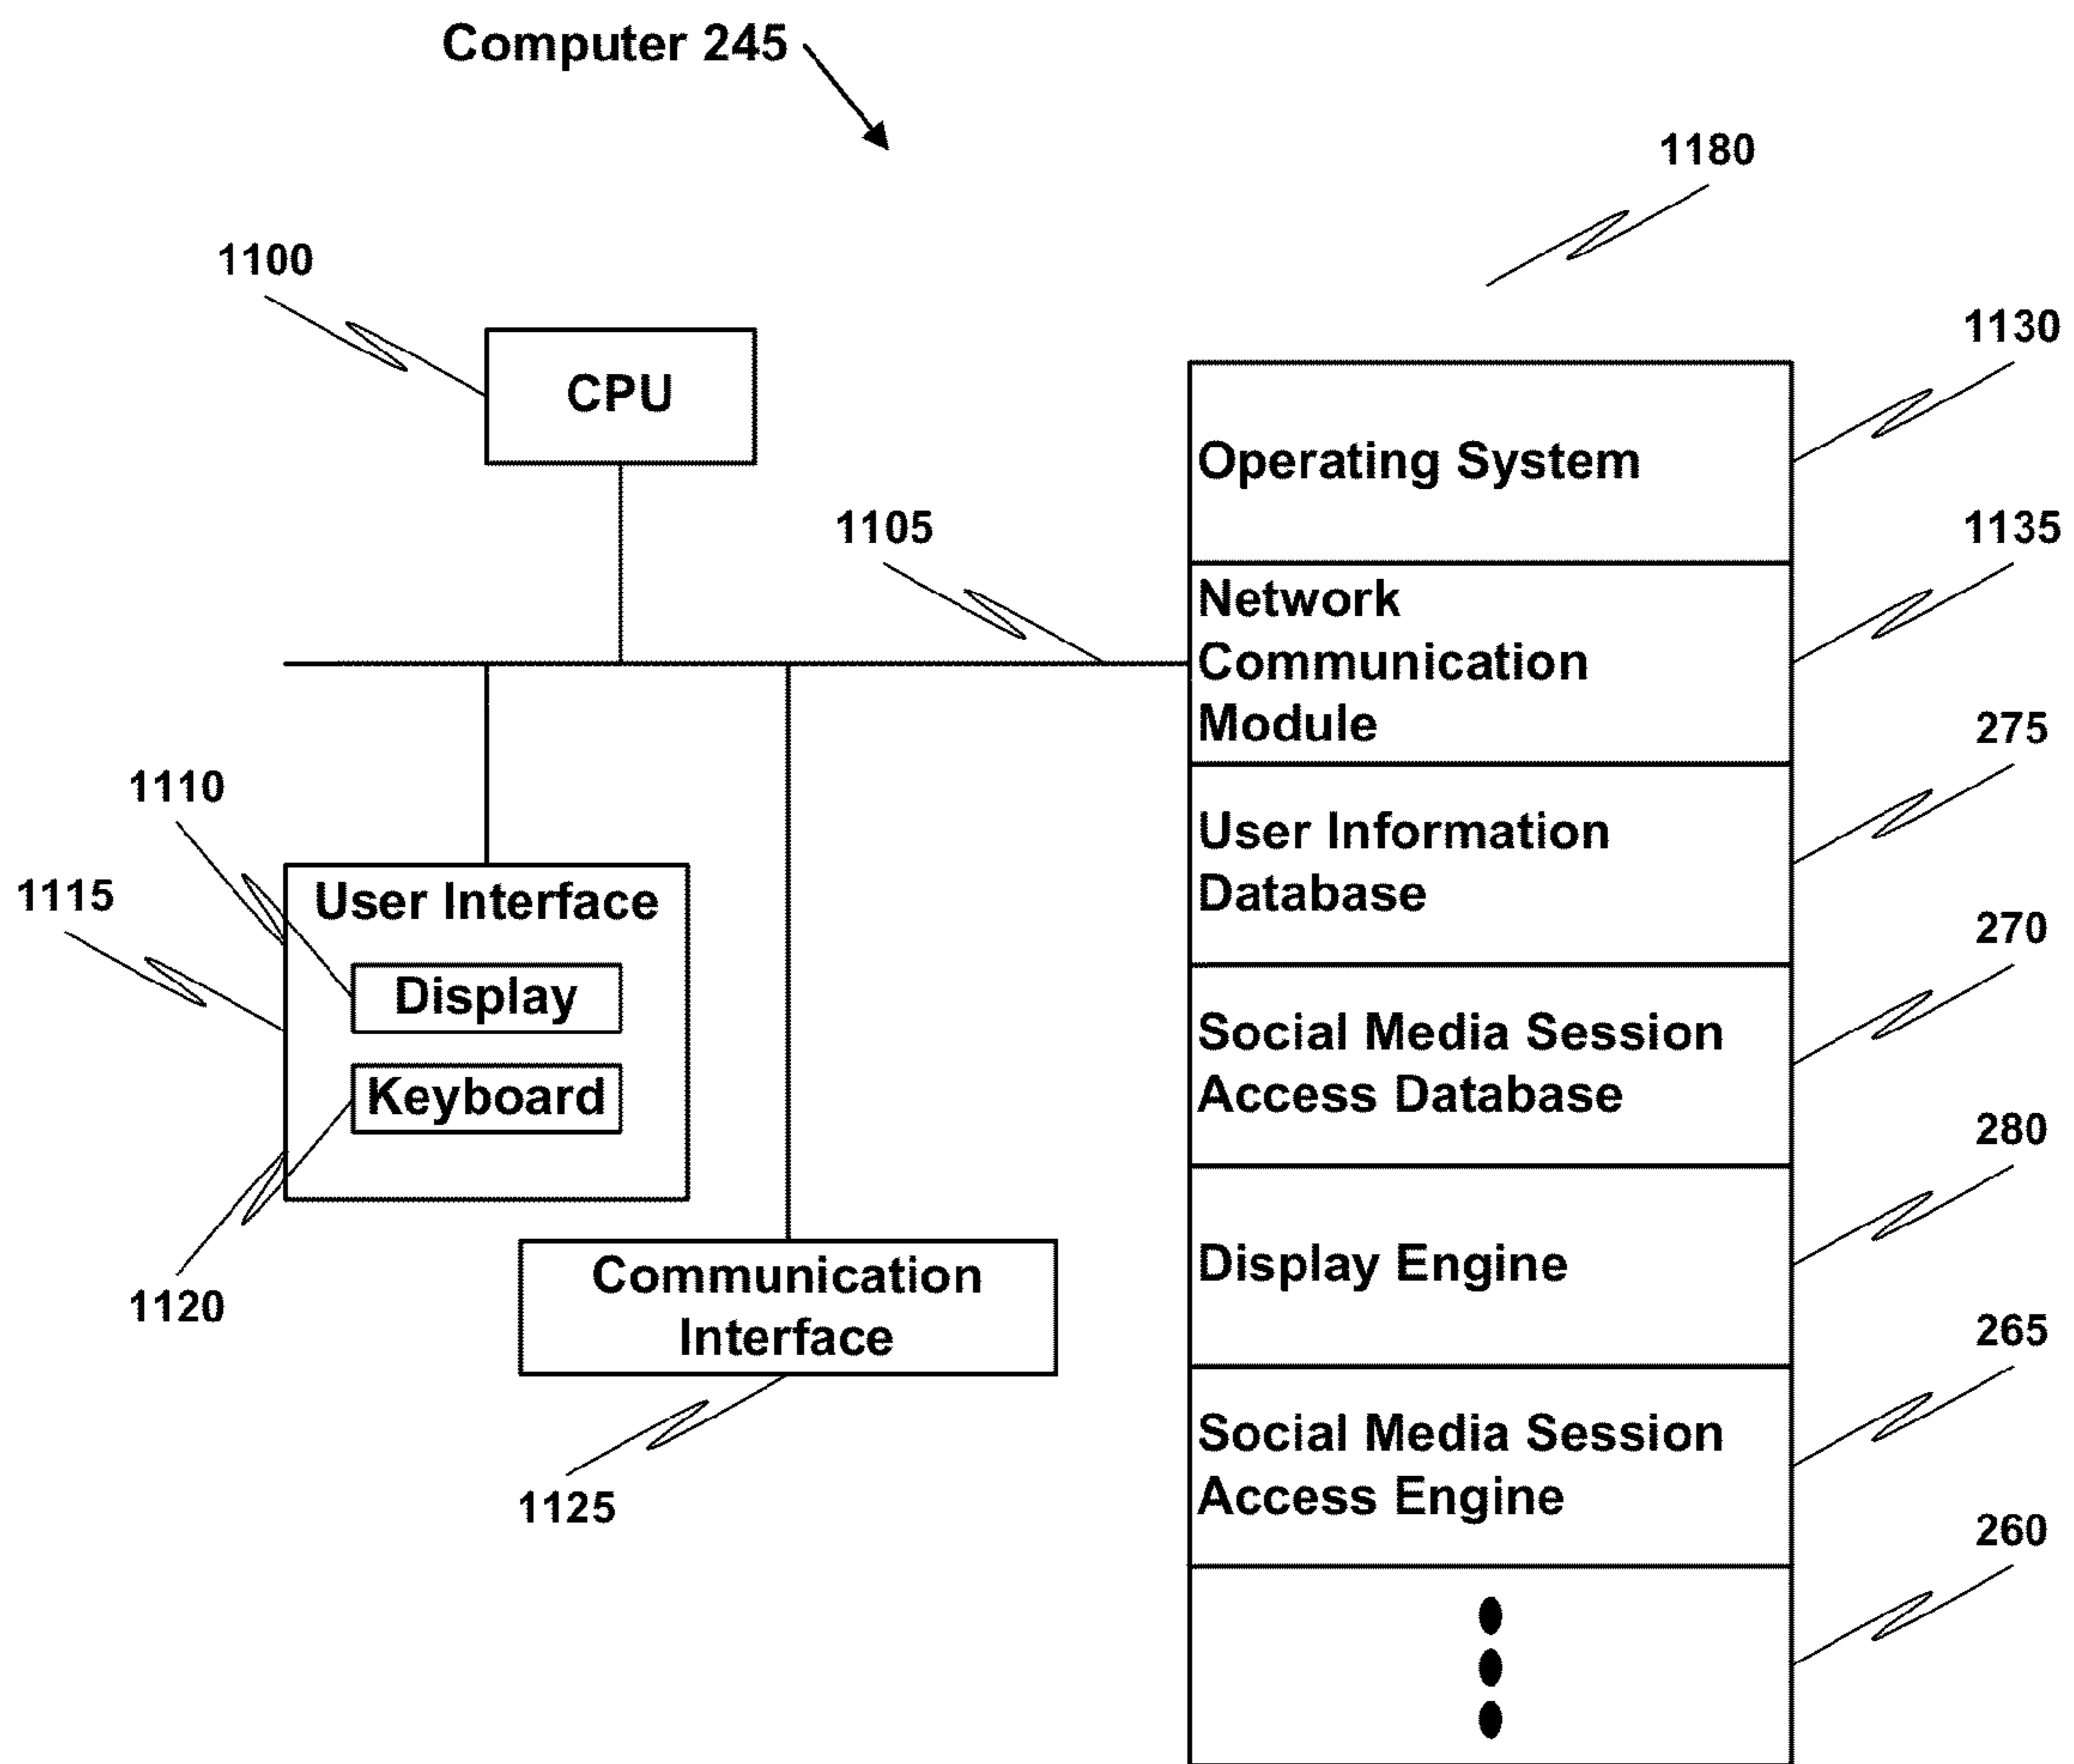 Computer 245
1180
1100
1130
CPU
Operating System
1105
1135
Network
Communication
Module
275
1110
User Information
Database
1115
User Interface
270
Display
Social Media Session
Access Database
Keyboard
280
1120
Communication
Interface
Display Engine
265
1125
Social Media Session
Access Engine
260